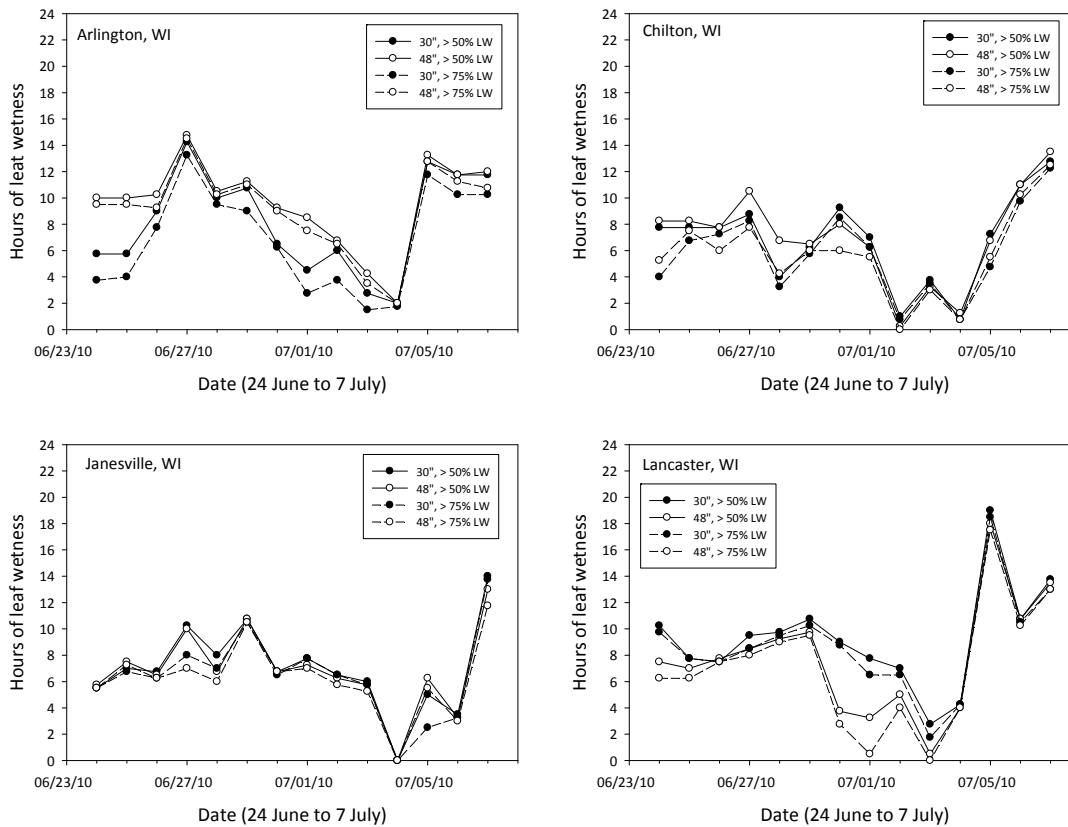 Arlington, WI
30", > 50% LW
48", > 50% LW
30", > 75% LW
48", > 75% LW
Hours of leaf wetness
24
22
20
18
16
14
12
10
8
6
4
2
0
06/23/10 06/27/10 07/01/10 07/05/10
Date (24 June to 7 July)
Chilton, WI
30", > 50% LW
48", > 50% LW
30", > 75% LW
48", > 75% LW
Hours of leaf wetness
24
22
20
18
16
14
12
10
8
6
4
2
0
06/23/10 06/27/10 07/01/10 07/05/10
Date (24 June to 7 July)
Janesville, WI
30", > 50% LW
48", > 50% LW
30", > 75% LW
48", > 75% LW
Hours of leaf wetness
24
22
20
18
16
14
12
10
8
6
4
2
0
06/23/10 06/27/10 07/01/10 07/05/10
Date (24 June to 7 July)
Lancaster, WI
30", > 50% LW
48", > 50% LW
30", > 75% LW
48", > 75% LW
Hours of leaf wetness
24
22
20
18
16
14
12
10
8
6
4
2
0
06/23/10 06/27/10 07/01/10 07/05/10
Date (24 June to 7 July)